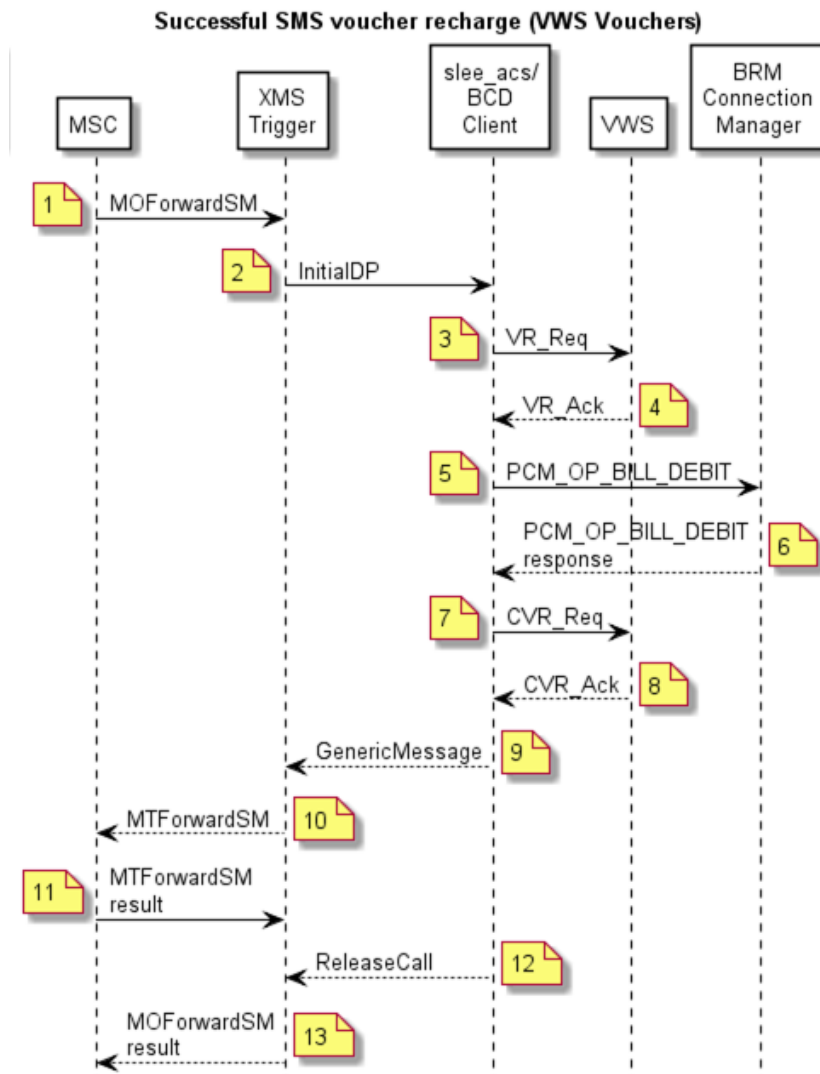 Successful SMS voucher recharge (VWS Vouchers)
MSC
XMS
Trigger
slee_acs/
BCD
Client
VWS
BRM
Connection
Manager
1
MOForwardSM
2
InitialDP
3
VR_Req
VR_Ack
4
5
PCM_OP_BILL_DEBIT
PCM_OP_BILL_DEBIT
response
6
7
CVR_Req
CVR_Ack
8
GenericMessage
9
MTForwardSM
10
11
MTForwardSM
result
ReleaseCall
12
MOForwardSM
result
13